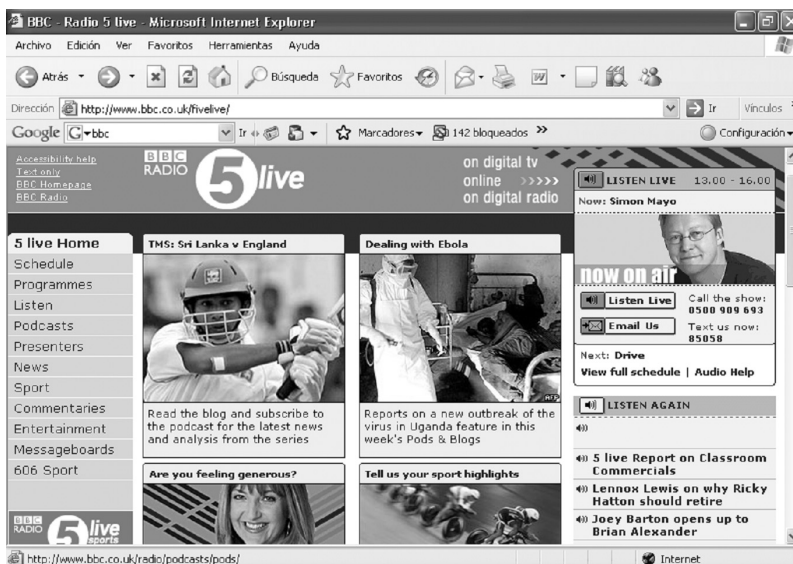 BBC - Radio 5 live - Microsoft Internet Explorer
Archivo Edición Ver Favoritos Herramientas Ayuda
Atrás Búsqueda Favoritos
Dirección http://www.bbc.co.uk/fivelive/ Ir Vínculos
Google G bbc Ir Marcadores 142 bloqueados Configuración
Accessibility help
Text only
BBC Homepage
BBC Radio
BBC
RADIO
5 live
on digital tv
online >>>>>
on digital radio
LISTEN LIVE 13.00 - 16.00
Now: Simon Mayo
now on air
Listen Live
Call the show:
0500 909 693
Email Us
Text us now:
85058
Next: Drive
View full schedule | Audio Help
5 live Home
Schedule
Programmes
Listen
Podcasts
Presenters
News
Sport
Commentaries
Entertainment
Messageboards
606 Sport
BBC
RADIO
5 live
sports
TMS: Sri Lanka v England
Read the blog and subscribe to
the podcast for the latest news
and analysis from the series
Dealing with Ebola
AFP
Reports on a new outbreak of the
virus in Uganda feature in this
week's Pods & Blogs
Are you feeling generous?
Tell us your sport highlights
LISTEN AGAIN
5 live Report on Classroom
Commercials
Lennox Lewis on why Ricky
Hatton should retire
Joey Barton opens up to
Brian Alexander
http://www.bbc.co.uk/radio/podcasts/pods/ Internet